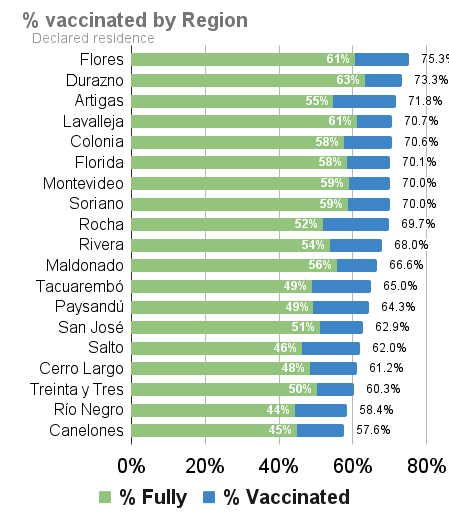 % vaccinated by Region
Declared residence
Flores 61% 75.3%
Durazno 63% 73.3%
Artigas 55% 71.8%
Lavalleja 61% 70.7%
Colonia 58% 70.6%
Florida 58% 70.1%
Montevideo 59% 70.0%
Soriano 59% 70.0%
Rocha 52% 69.7%
Rivera 54% 68.0%
Maldonado 56% 66.6%
Tacuarembó 49% 65.0%
Paysandú 49% 64.3%
San José 51% 62.9%
Salto 46% 62.0%
Cerro Largo 48% 61.2%
Treinta y Tres 50% 60.3%
Río Negro 44% 58.4%
Canelones 45% 57.6%
0% 20% 40% 60% 80%
% Fully % Vaccinated